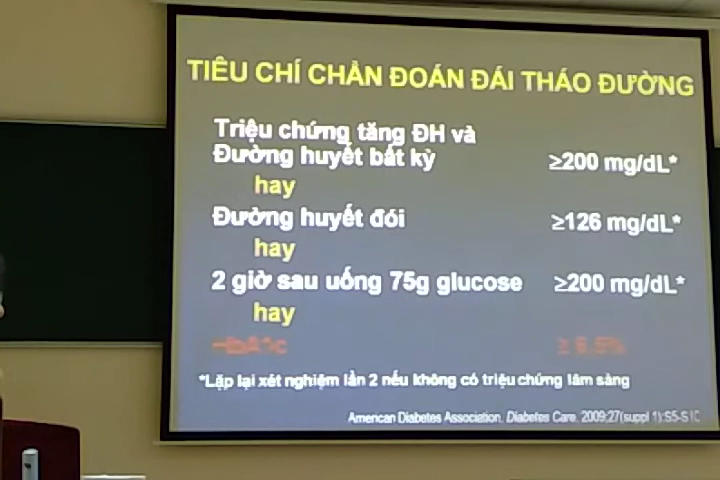 TIÊU CHÍ CHẨN ĐOÁN ĐÁI THÁO ĐƯỜNG
Triệu chứng tăng ĐH và
Đường huyết bất kỳ ≥200 mg/dL*
hay
Đường huyết đói ≥126 mg/dL*
hay
2 giờ sau uống 75g glucose ≥200 mg/dL*
hay
HbA1c ≥ 6.5%
*Lặp lại xét nghiệm lần 2 nếu không có triệu chứng lâm sàng
American Diabetes Association. Diabetes Care. 2009;27(suppl 1):S5-S10